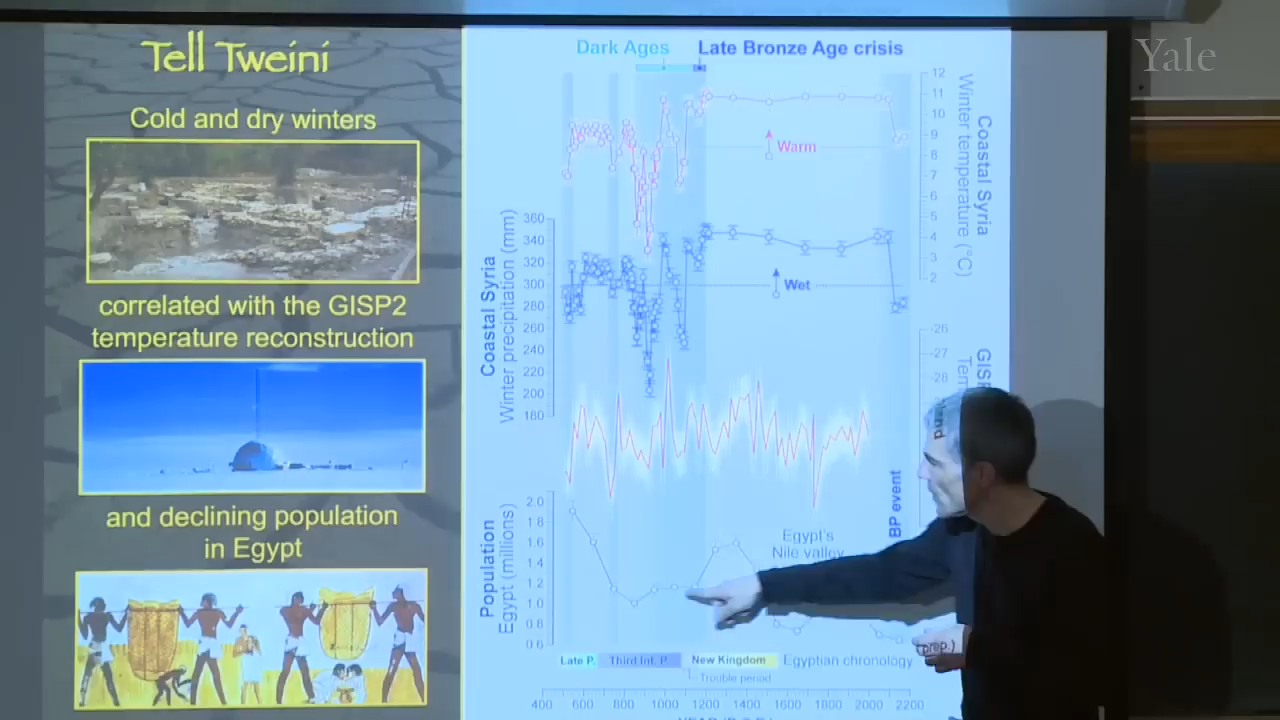 Yale
Tell Tweini
Cold and dry winters
correlated with the GISP2
temperature reconstruction
and declining population
in Egypt
Dark Ages
Late Bronze Age crisis
12
11
10
9
8
7
6
5
4
3
2
Winter temperature (°C)
Coastal Syria
Warm
360
340
300
280
260
240
220
200
180
Coastal Syria
Winter precipitation (mm)
Wet
-26
-27
-28
2.0
1.8
1.6
1.4
1.2
1.0
0.8
0.6
Population
Egypt (millions)
Egypt's
Nile valley
BP event
prep.)
Late P.
Third Int. P.
New Kingdom
Egyptian chronology
Trouble period
400 600 800 1000 1200 1400 1600 1800 2000 2200